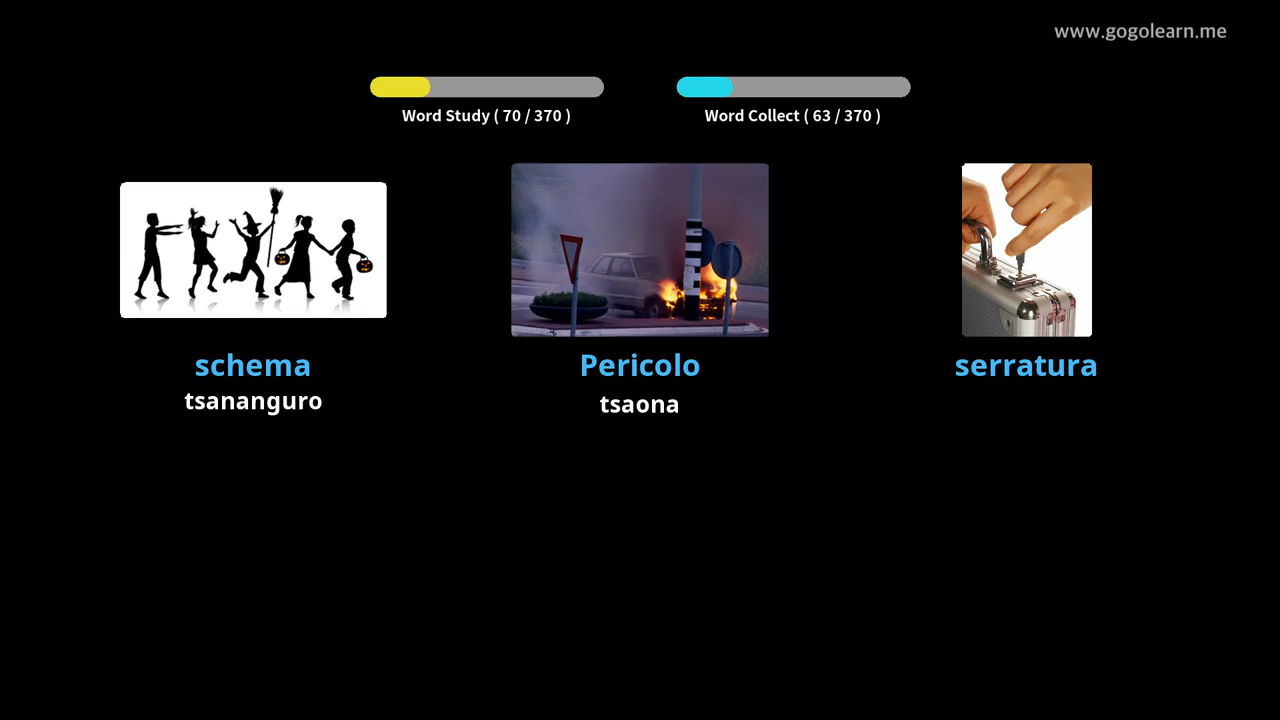 www.gogolearn.me
Word Study ( 70 / 370 )
Word Collect ( 63 / 370 )
schema
Pericolo
serratura
tsananguro
tsaona